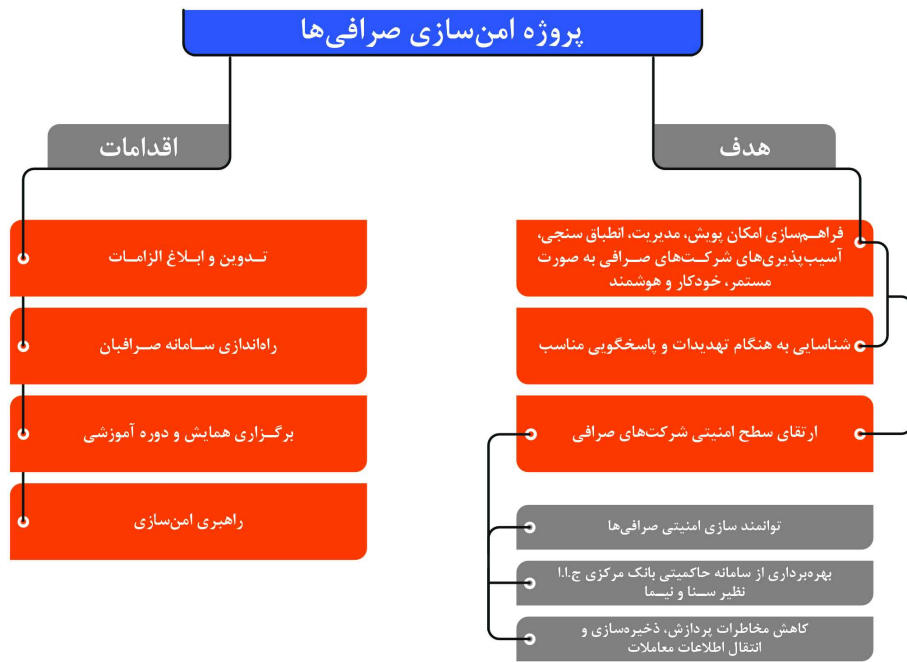 پروژه امن‌سازی صرافی‌ها
هدف
فراهم‌سازی امکان پویش، مدیریت، انطباق سنجی،
آسیب‌پذیری‌های شرکت‌های صرافی به صورت
مستمر، خودکار و هوشمند
شناسایی به هنگام تهدیدات و پاسخگویی مناسب
ارتقای سطح امنیتی شرکت‌های صرافی
توانمند سازی امنیتی صرافی‌ها
بهره‌برداری از سامانه حاکمیتی بانک مرکزی ج.ا.ا
نظیر سنا و نیما
کاهش مخاطرات پردازش، ذخیره‌سازی و
انتقال اطلاعات معاملات
اقدامات
تدوین و ابلاغ الزامات
راه‌اندازی سامانه صرافبان
برگزاری همایش و دوره آموزشی
راهبری امن‌سازی